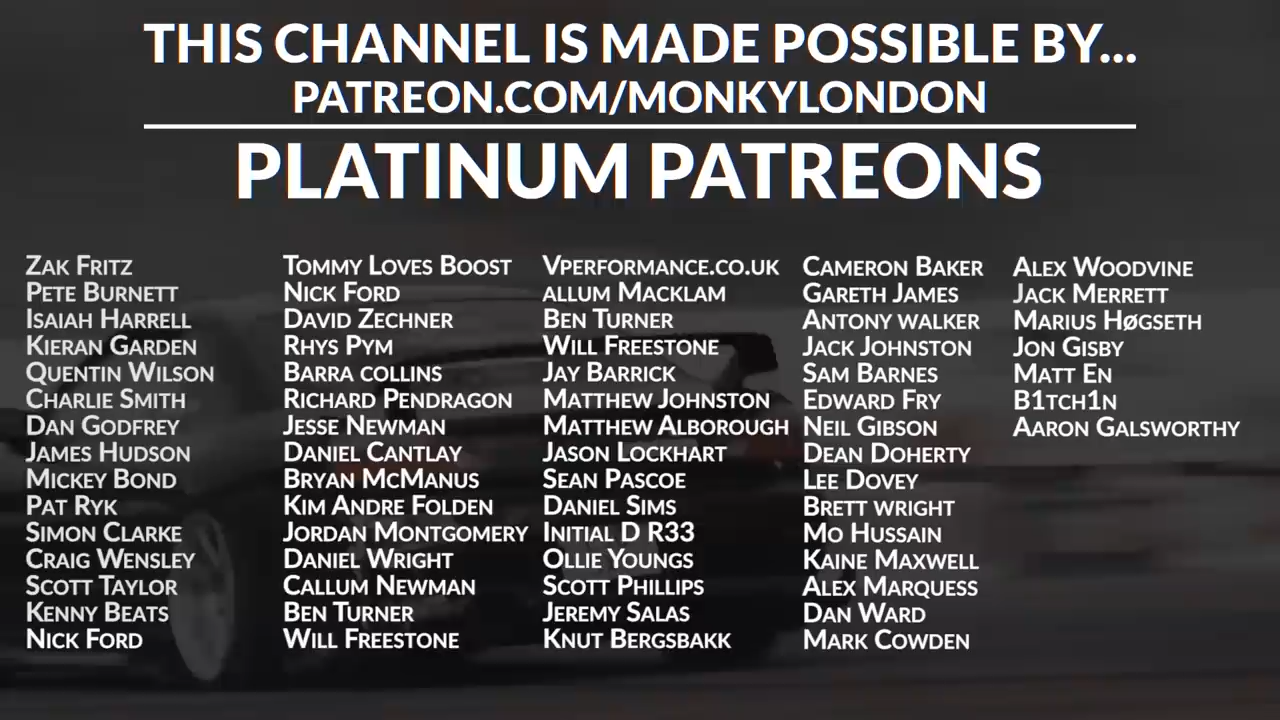 THIS CHANNEL IS MADE POSSIBLE BY...
PATREON.COM/MONKYLONDON
PLATINUM PATREONS
ZAK FRITZ
PETE BURNETT
ISAIAH HARRELL
KIERAN GARDEN
QUENTIN WILSON
CHARLIE SMITH
DAN GODFREY
JAMES HUDSON
MICKEY BOND
PAT RYK
SIMON CLARKE
CRAIG WENSLEY
SCOTT TAYLOR
KENNY BEATS
NICK FORD
TOMMY LOVES BOOST
NICK FORD
DAVID ZECHNER
RHYS PYM
BARRA COLLINS
RICHARD PENDRAGON
JESSE NEWMAN
DANIEL CANTLAY
BRYAN MCMANUS
KIM ANDRE FOLDEN
JORDAN MONTGOMERY
DANIEL WRIGHT
CALLUM NEWMAN
BEN TURNER
WILL FREESTONE
VPERFORMANCE.CO.UK
ALLUM MACKLAM
BEN TURNER
WILL FREESTONE
JAY BARRICK
MATTHEW JOHNSTON
MATTHEW ALBOROUGH
JASON LOCKHART
SEAN PASCOE
DANIEL SIMS
INITIAL D R33
OLLIE YOUNGS
SCOTT PHILLIPS
JEREMY SALAS
KNUT BERGSBAKK
CAMERON BAKER
GARETH JAMES
ANTONY WALKER
JACK JOHNSTON
SAM BARNES
EDWARD FRY
NEIL GIBSON
DEAN DOHERTY
LEE DOVEY
BRETT WRIGHT
MO HUSSAIN
KAINE MAXWELL
ALEX MARQUESS
DAN WARD
MARK COWDEN
ALEX WOODVINE
JACK MERRETT
MARIUS HøGSETH
JON GISBY
MATT EN
B1TCH1N
AARON GALSWORTHY